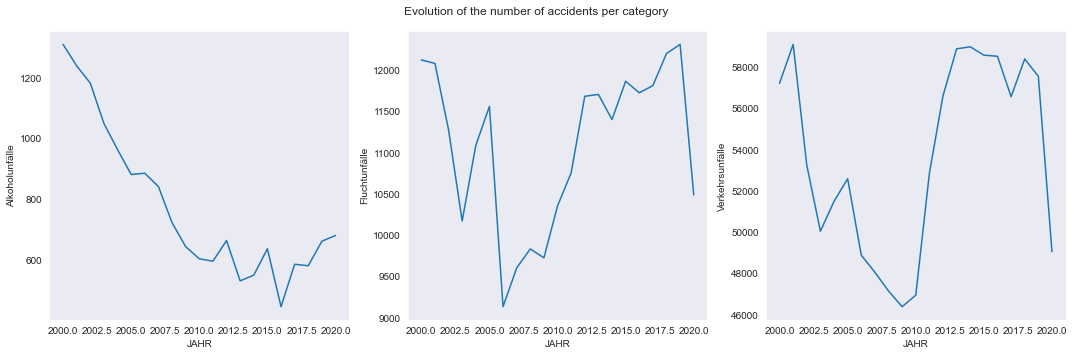 Evolution of the number of accidents per category
Alkoholunfälle
1200
1000
800
600
2000.0 2002.5 2005.0 2007.5 2010.0 2012.5 2015.0 2017.5 2020.0
JAHR
Fluchtunfälle
12000
11500
11000
10500
10000
9500
9000
2000.0 2002.5 2005.0 2007.5 2010.0 2012.5 2015.0 2017.5 2020.0
JAHR
Verkehrsunfälle
58000
56000
54000
52000
50000
48000
46000
2000.0 2002.5 2005.0 2007.5 2010.0 2012.5 2015.0 2017.5 2020.0
JAHR